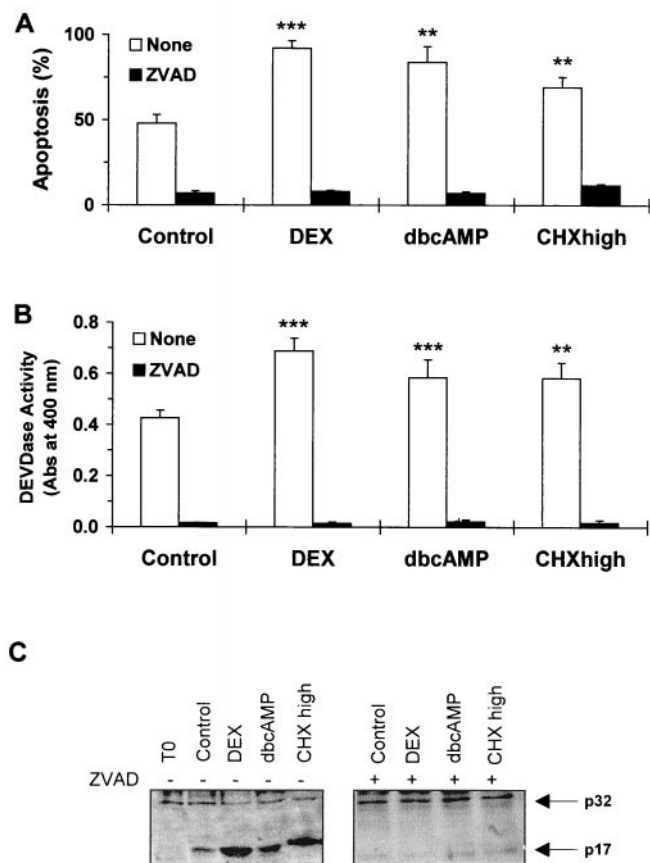 A
None
ZVAD
***
**
**
Apoptosis (%)
100
50
0
Control DEX dbcAMP CHXhigh
B
None
ZVAD
***
***
**
DEVDase Activity
(Abs at 400 nm)
0.8
0.6
0.4
0.2
0.0
Control DEX dbcAMP CHXhigh
C
T0 Control DEX dbcAMP CHX high Control DEX dbcAMP CHX high
ZVAD - - - - - + + + +
p32
p17